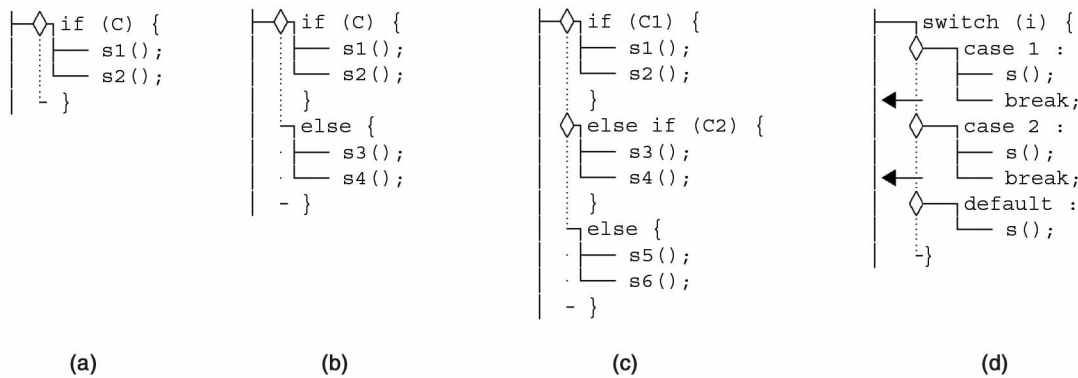 if (C) {
s1();
s2();
}
(a)
if (C) {
s1();
s2();
}
else {
s3();
s4();
}
(b)
if (C1) {
s1();
s2();
}
else if (C2) {
s3();
s4();
}
else {
s5();
s6();
}
(c)
switch (i) {
case 1 :
s();
break;
case 2 :
s();
break;
default :
s();
}
(d)